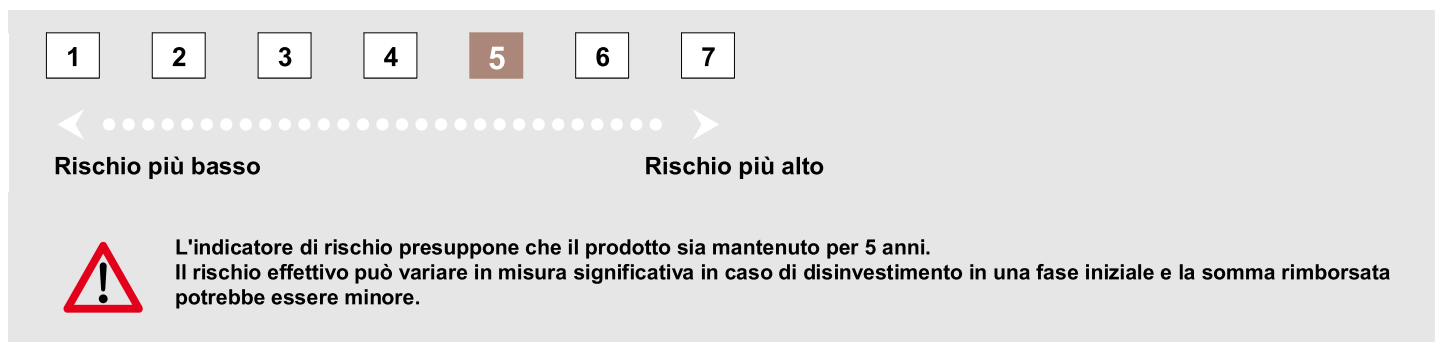 1 2 3 4 5 6 7
Rischio più basso Rischio più alto
L'indicatore di rischio presuppone che il prodotto sia mantenuto per 5 anni.
Il rischio effettivo può variare in misura significativa in caso di disinvestimento in una fase iniziale e la somma rimborsata
potrebbe essere minore.